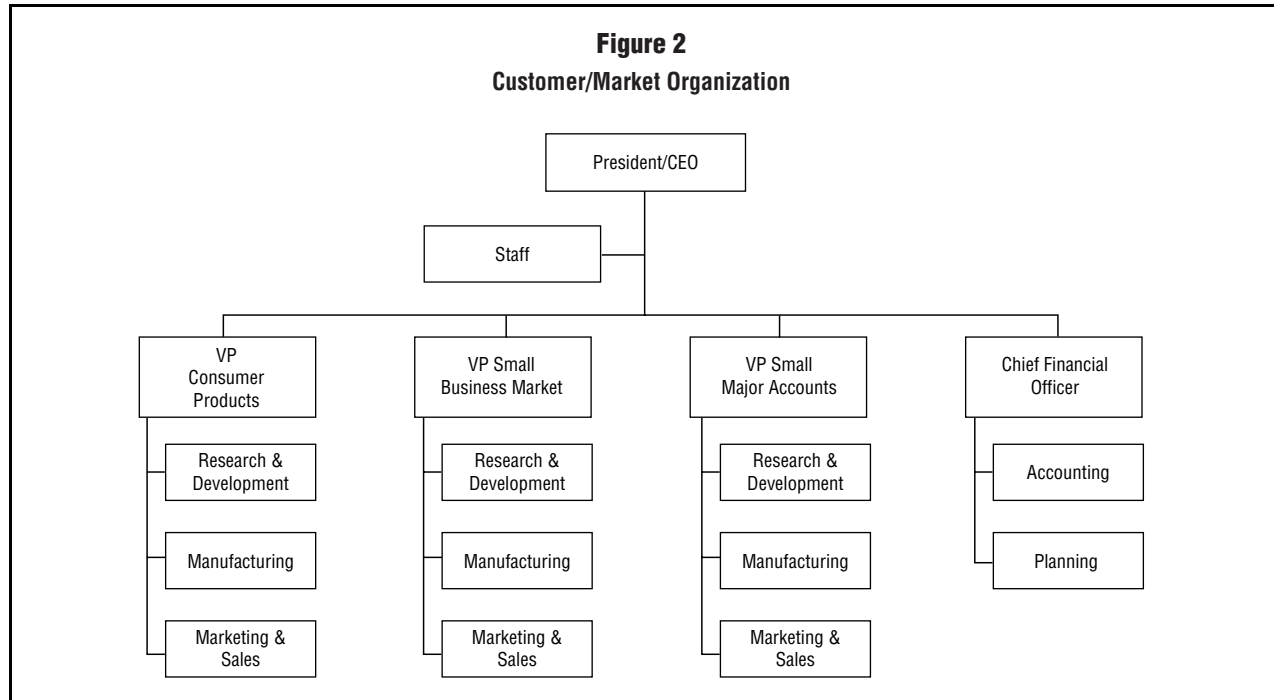 Figure 2
Customer/Market Organization
President/CEO
Staff
VP
Consumer
Products
VP Small
Business Market
VP Small
Major Accounts
Chief Financial
Officer
Research &
Development
Research &
Development
Research &
Development
Accounting
Manufacturing
Manufacturing
Manufacturing
Planning
Marketing &
Sales
Marketing &
Sales
Marketing &
Sales